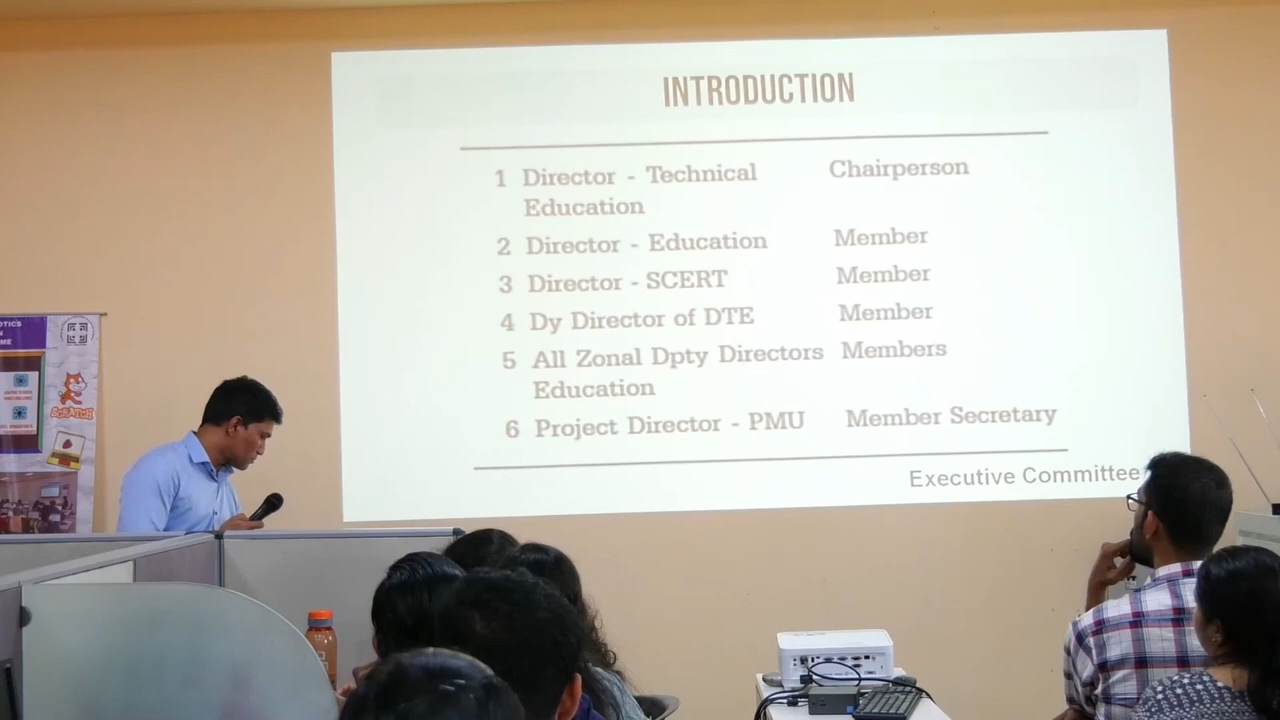 INTRODUCTION
1 Director - Technical Education Chairperson
2 Director - Education Member
3 Director - SCERT Member
4 Dy Director of DTE Member
5 All Zonal Dpty Directors Education Members
6 Project Director - PMU Member Secretary
Executive Committee
SCRATCH